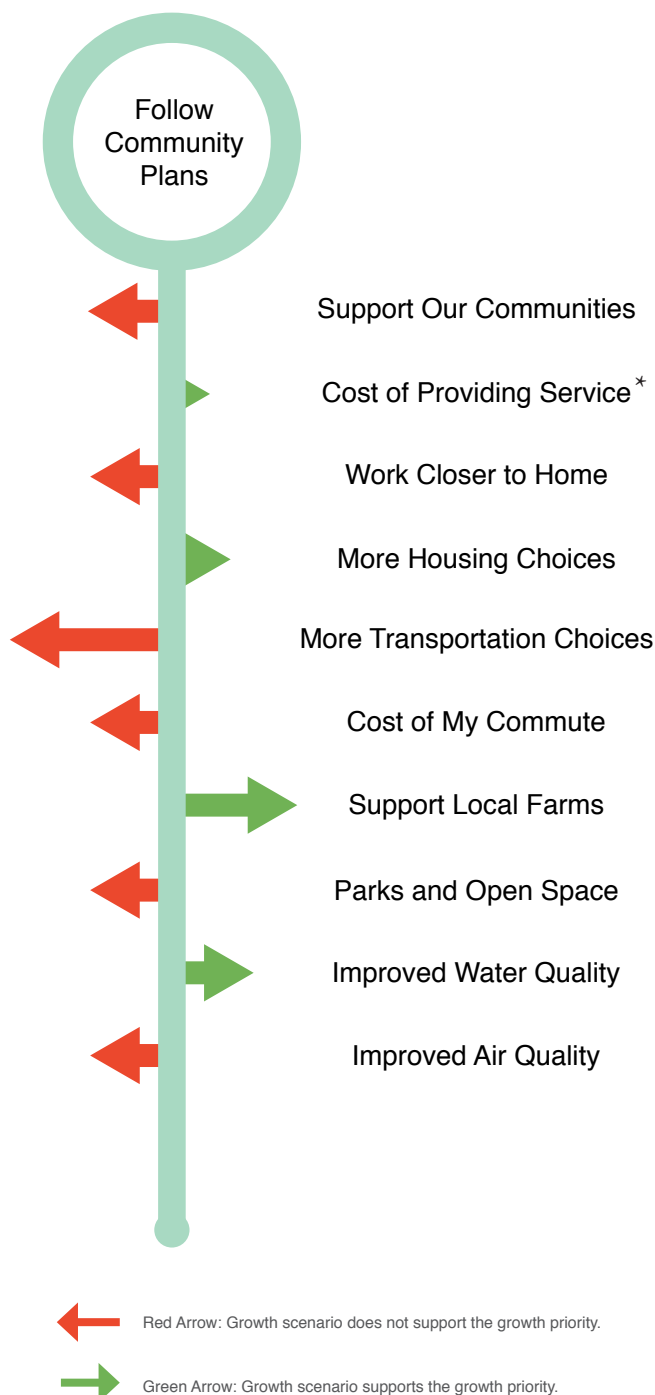 Follow
Community
Plans
Support Our Communities
Cost of Providing Service*
Work Closer to Home
More Housing Choices
More Transportation Choices
Cost of My Commute
Support Local Farms
Parks and Open Space
Improved Water Quality
Improved Air Quality
Red Arrow: Growth scenario does not support the growth priority.
Green Arrow: Growth scenario supports the growth priority.